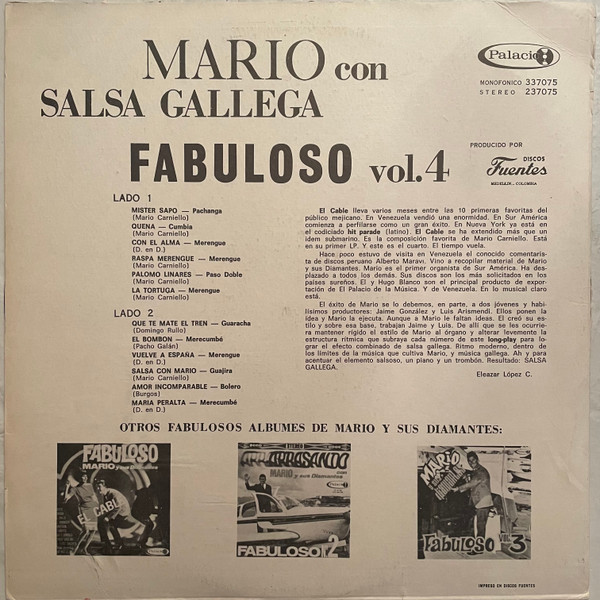 MARIO con
SALSA GALLEGA
Palacio
MONOFONICO 337075
STEREO 237075
FABULOSO vol.4
PRODUCIDO POR
DISCOS
Fuentes
MEDELLIN - COLOMBIA
LADO 1
MISTER SAPO — Pachanga
(Mario Carniello)
QUENA — Cumbia
(Mario Carniello)
CON EL ALMA — Merengue
(D. en D.)
RASPA MERENGUE — Merengue
(Mario Carniello)
PALOMO LINARES — Paso Doble
(Mario Carniello)
LA TORTUGA — Merengue
(Mario Carniello)
LADO 2
QUE TE MATE EL TREN — Guaracha
(Domingo Rullo)
EL BOMBON — Merecumbé
(Pacho Galán)
VUELVE A ESPAÑA — Merengue
(D. en D.)
SALSA CON MARIO — Guajira
(Mario Carniello)
AMOR INCOMPARABLE — Bolero
(Burgos)
MARIA PERALTA — Merecumbé
(D. en D.)
El Cable lleva varios meses entre las 10 primeras favoritas del
público mejicano. En Venezuela vendió una enormidad. En Sur América
comienza a perfilarse como un gran éxito. En Nueva York ya está en
el codiciado hit parade (latino). El Cable se ha extendido más que un
idem submarino. Es la composición favorita de Mario Carniello. Está
en su primer LP. Y este es el cuarto. El tiempo vuela.
Hace poco estuvo de visita en Venezuela el conocido comentaris-
ta de discos peruano Alberto Maravi. Vino a recopilar material de Mario
y sus Diamantes. Mario es el primer organista de Sur América. Ha des-
plazado a todos los demás. Sus discos son los más solicitados en los
países sureños. El y Hugo Blanco son el principal producto de expor-
tación de El Palacio de la Música. Y de Venezuela. En lo musical claro
está.
El éxito de Mario se lo debemos, en parte, a dos jóvenes y hábi-
lísimos productores: Jaime González y Luis Arismendi. Ellos ponen la
idea y Mario la ejecuta. Aunque a Mario le faltan ideas. El creó su es-
tilo y sobre esa base, trabajan Jaime y Luis. De allí que se les ocurrie-
ra mantener rígido el estilo de Mario al órgano y alterar levemente la
estructura rítmica que subraya cada número de este long-play para lo-
grar el efecto combinado de salsa gallega. Ritmo moderno, dentro de
los límites de la música que cultiva Mario, y música gallega. Ah y para
acentuar el elemento salsoso, un piano y un trombón. Resultado: SALSA
GALLEGA.
Eleazar López C.
OTROS FABULOSOS ALBUMES DE MARIO Y SUS DIAMANTES:
FABULOSO
MARIO y sus Diamantes
EL CABLE
STEREO
ARRASANDO
con
MARIO
y sus Diamantes
FABULOSO 2
MARIO
y sus DIAMANTES
Fabuloso VOL. 3
IMPRESO EN DISCOS FUENTES